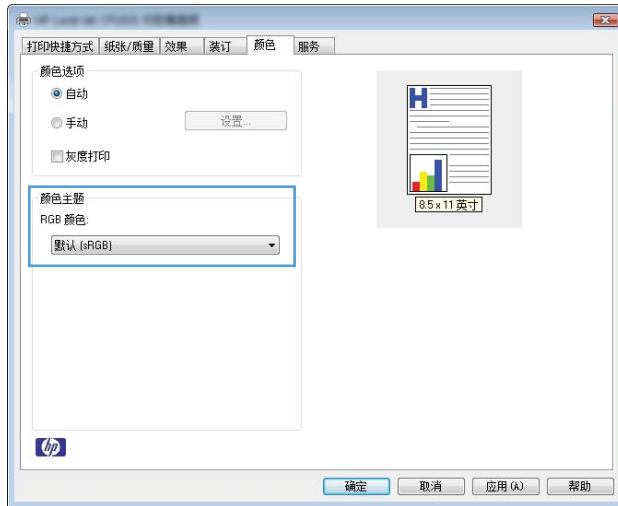 打印快捷方式 纸张/质量 效果 装订 颜色 服务
颜色选项
自动
手动 设置...
灰度打印
颜色主题
RGB 颜色:
默认 (sRGB)
H
8.5 x 11 英寸
hp
确定 取消 应用 (A) 帮助